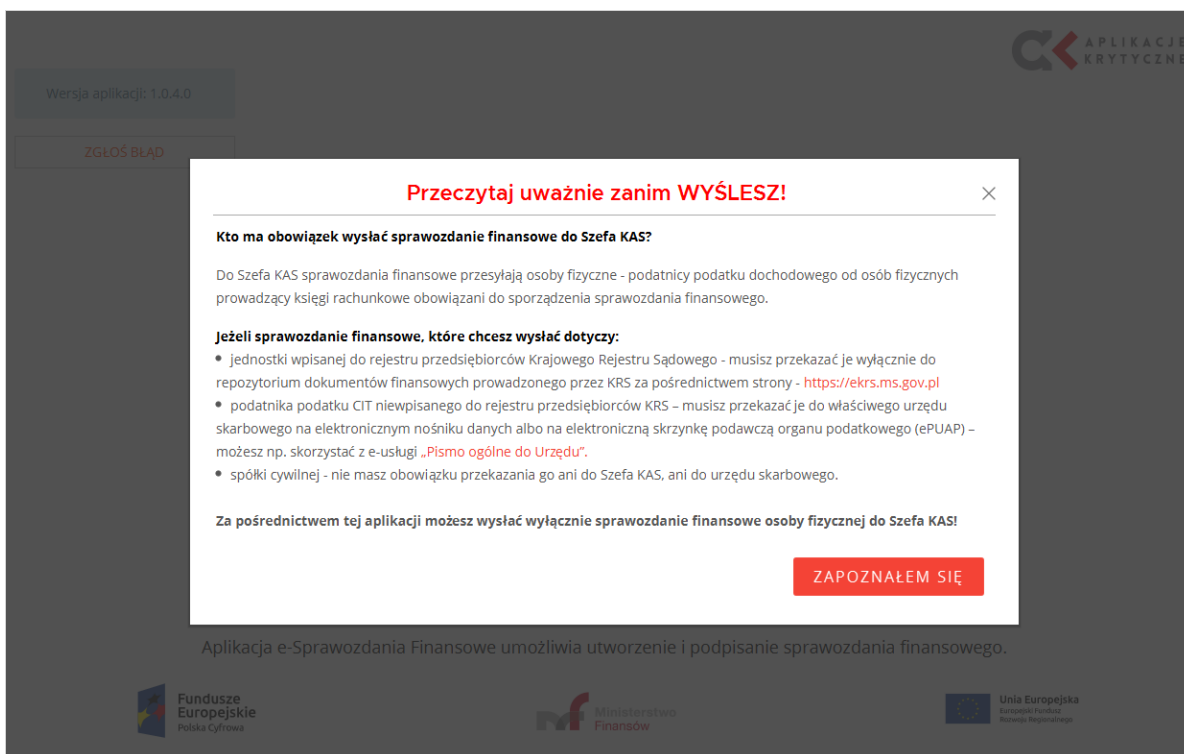 APLIKACJE
KRYTYCZNE
Wersja aplikacji: 1.0.4.0
ZGŁOŚ BŁĄD
Przeczytaj uważnie zanim WYŚLESZ!
Kto ma obowiązek wysłać sprawozdanie finansowe do Szefa KAS?
Do Szefa KAS sprawozdania finansowe przesyłają osoby fizyczne - podatnicy podatku dochodowego od osób fizycznych
prowadzący księgi rachunkowe obowiązani do sporządzenia sprawozdania finansowego.
Jeżeli sprawozdanie finansowe, które chcesz wysłać dotyczy:
• jednostki wpisanej do rejestru przedsiębiorców Krajowego Rejestru Sądowego - musisz przekazać je wyłącznie do
repozytorium dokumentów finansowych prowadzonego przez KRS za pośrednictwem strony - https://ekrs.ms.gov.pl
• podatnika podatku CIT niewpisanego do rejestru przedsiębiorców KRS – musisz przekazać je do właściwego urzędu
skarbowego na elektronicznym nośniku danych albo na elektroniczną skrzynkę podawczą organu podatkowego (ePUAP) –
możesz np. skorzystać z e-usługi „Pismo ogólne do Urzędu”.
• spółki cywilnej - nie masz obowiązku przekazania go ani do Szefa KAS, ani do urzędu skarbowego.
Za pośrednictwem tej aplikacji możesz wysłać wyłącznie sprawozdanie finansowe osoby fizycznej do Szefa KAS!
ZAPOZNAŁEM SIĘ
Aplikacja e-Sprawozdania Finansowe umożliwia utworzenie i podpisanie sprawozdania finansowego.
Fundusze
Europejskie
Polska Cyfrowa
Ministerstwo
Finansów
Unia Europejska
Europejski Fundusz
Rozwoju Regionalnego